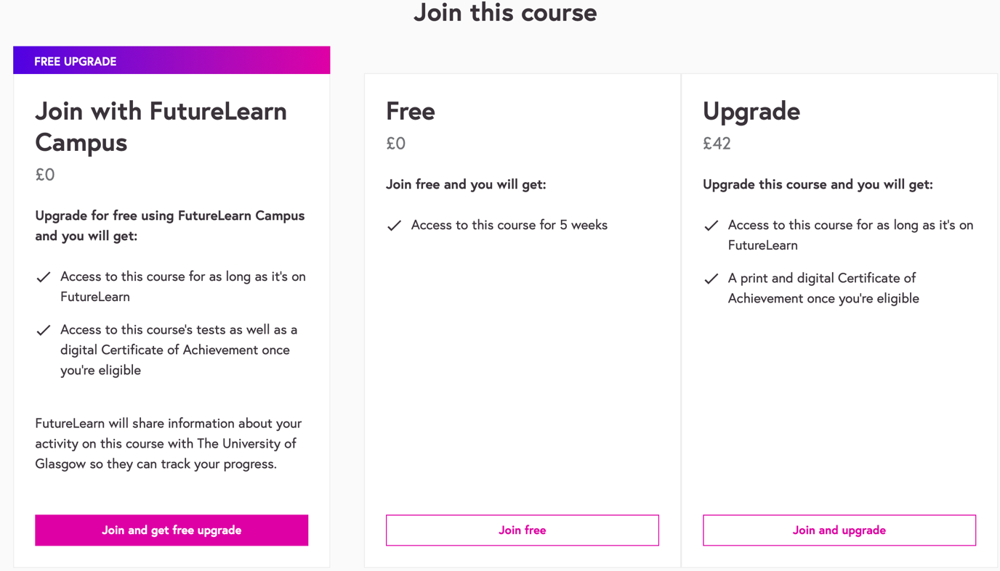 Join this course
FREE UPGRADE
Join with FutureLearn
Campus
£0
Upgrade for free using FutureLearn Campus
and you will get:
Access to this course for as long as it's on
FutureLearn
Access to this course's tests as well as a
digital Certificate of Achievement once
you're eligible
FutureLearn will share information about your
activity on this course with The University of
Glasgow so they can track your progress.
Join and get free upgrade
Free
£0
Join free and you will get:
Access to this course for 5 weeks
Join free
Upgrade
£42
Upgrade this course and you will get:
Access to this course for as long as it's on
FutureLearn
A print and digital Certificate of
Achievement once you're eligible
Join and upgrade